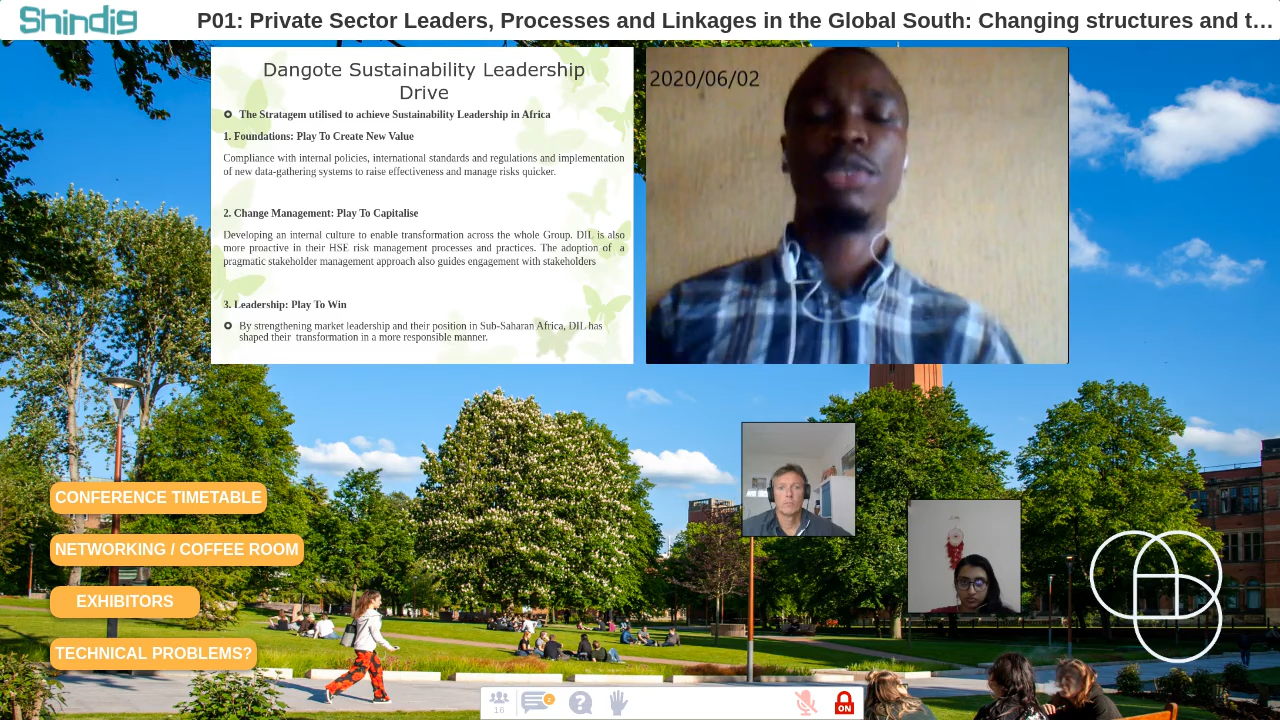 Shindig
P01: Private Sector Leaders, Processes and Linkages in the Global South: Changing structures and t...
Dangote Sustainability Leadership
Drive
The Stratagem utilised to achieve Sustainability Leadership in Africa
1. Foundations: Play To Create New Value
Compliance with internal policies, international standards and regulations and implementation
of new data-gathering systems to raise effectiveness and manage risks quicker.
2. Change Management: Play To Capitalise
Developing an internal culture to enable transformation across the whole Group. DIL is also
more proactive in their HSE risk management processes and practices. The adoption of a
pragmatic stakeholder management approach also guides engagement with stakeholders
3. Leadership: Play To Win
By strengthening market leadership and their position in Sub-Saharan Africa, DIL has
shaped their transformation in a more responsible manner.
2020/06/02
CONFERENCE TIMETABLE
NETWORKING / COFFEE ROOM
EXHIBITORS
TECHNICAL PROBLEMS?
16
?
ON